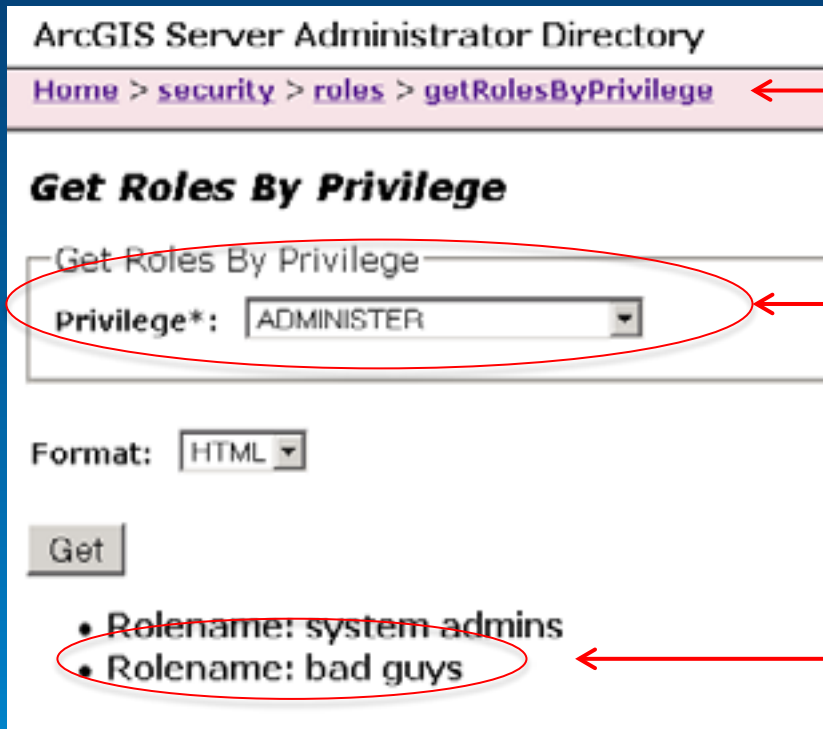 ArcGIS Server Administrator Directory
Home > security > roles > getRolesByPrivilege
Get Roles By Privilege
Get Roles By Privilege
Privilege*: ADMINISTER
Format: HTML
Get
• Rolename: system admins
• Rolename: bad guys